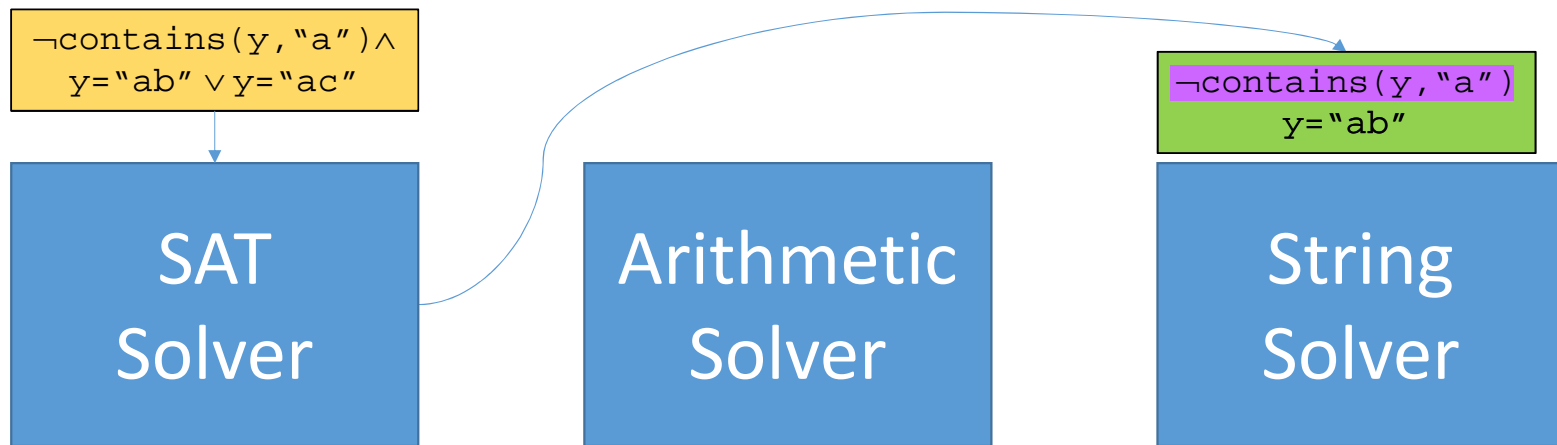 ¬contains(y,“a”)∧
y=“ab” ∨ y=“ac”
¬contains(y,“a”)
y=“ab”
SAT
Solver
Arithmetic
Solver
String
Solver